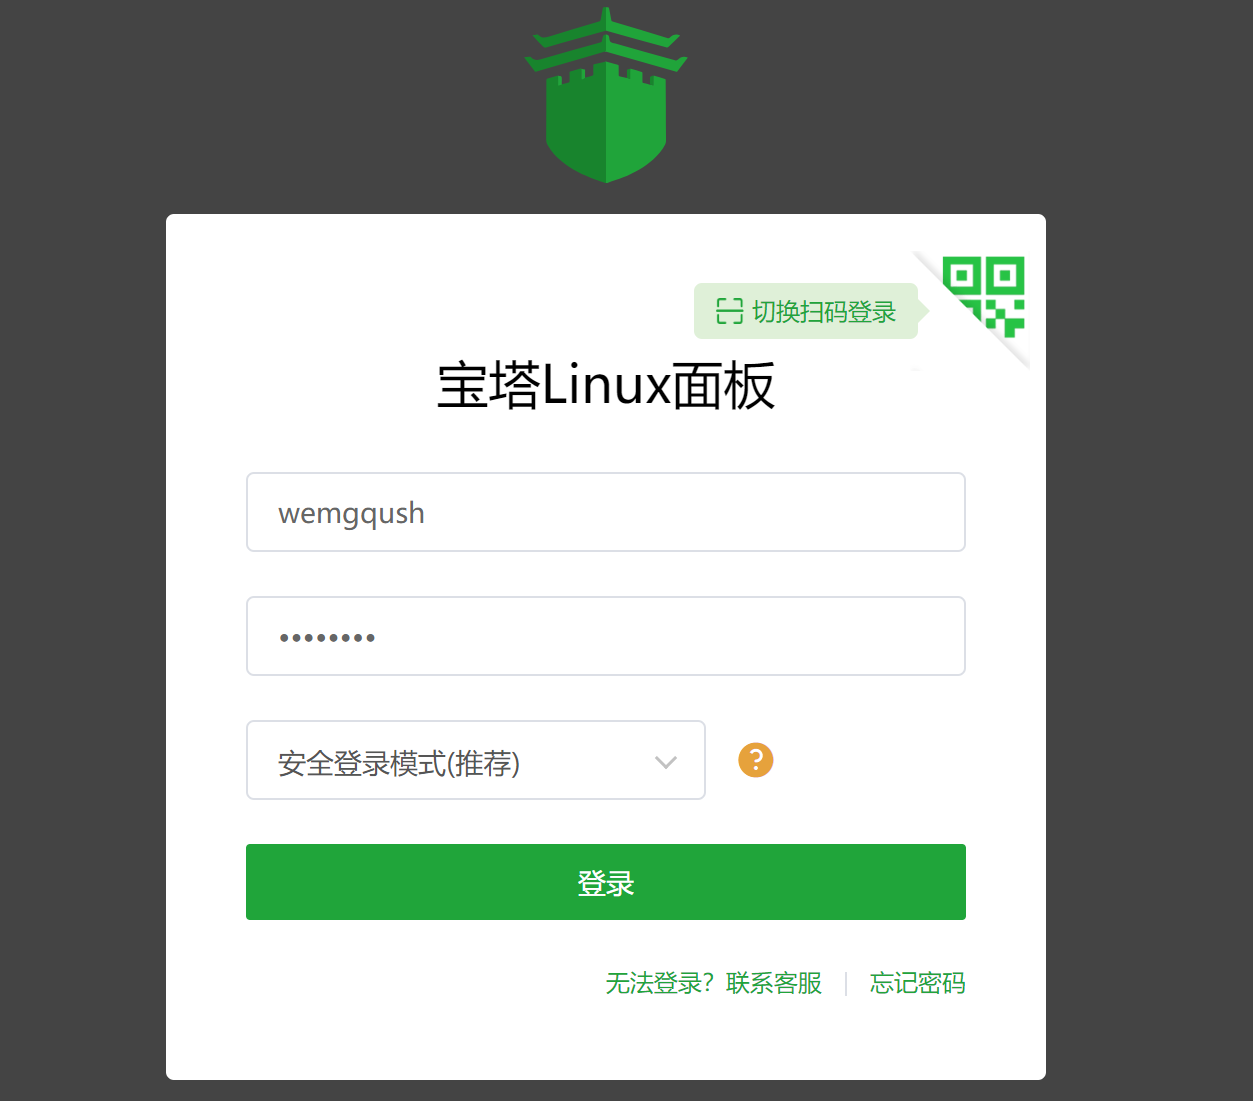 切换扫码登录
宝塔Linux面板
wemgqush
••••••••
安全登录模式(推荐)
?
登录
无法登录？联系客服 | 忘记密码